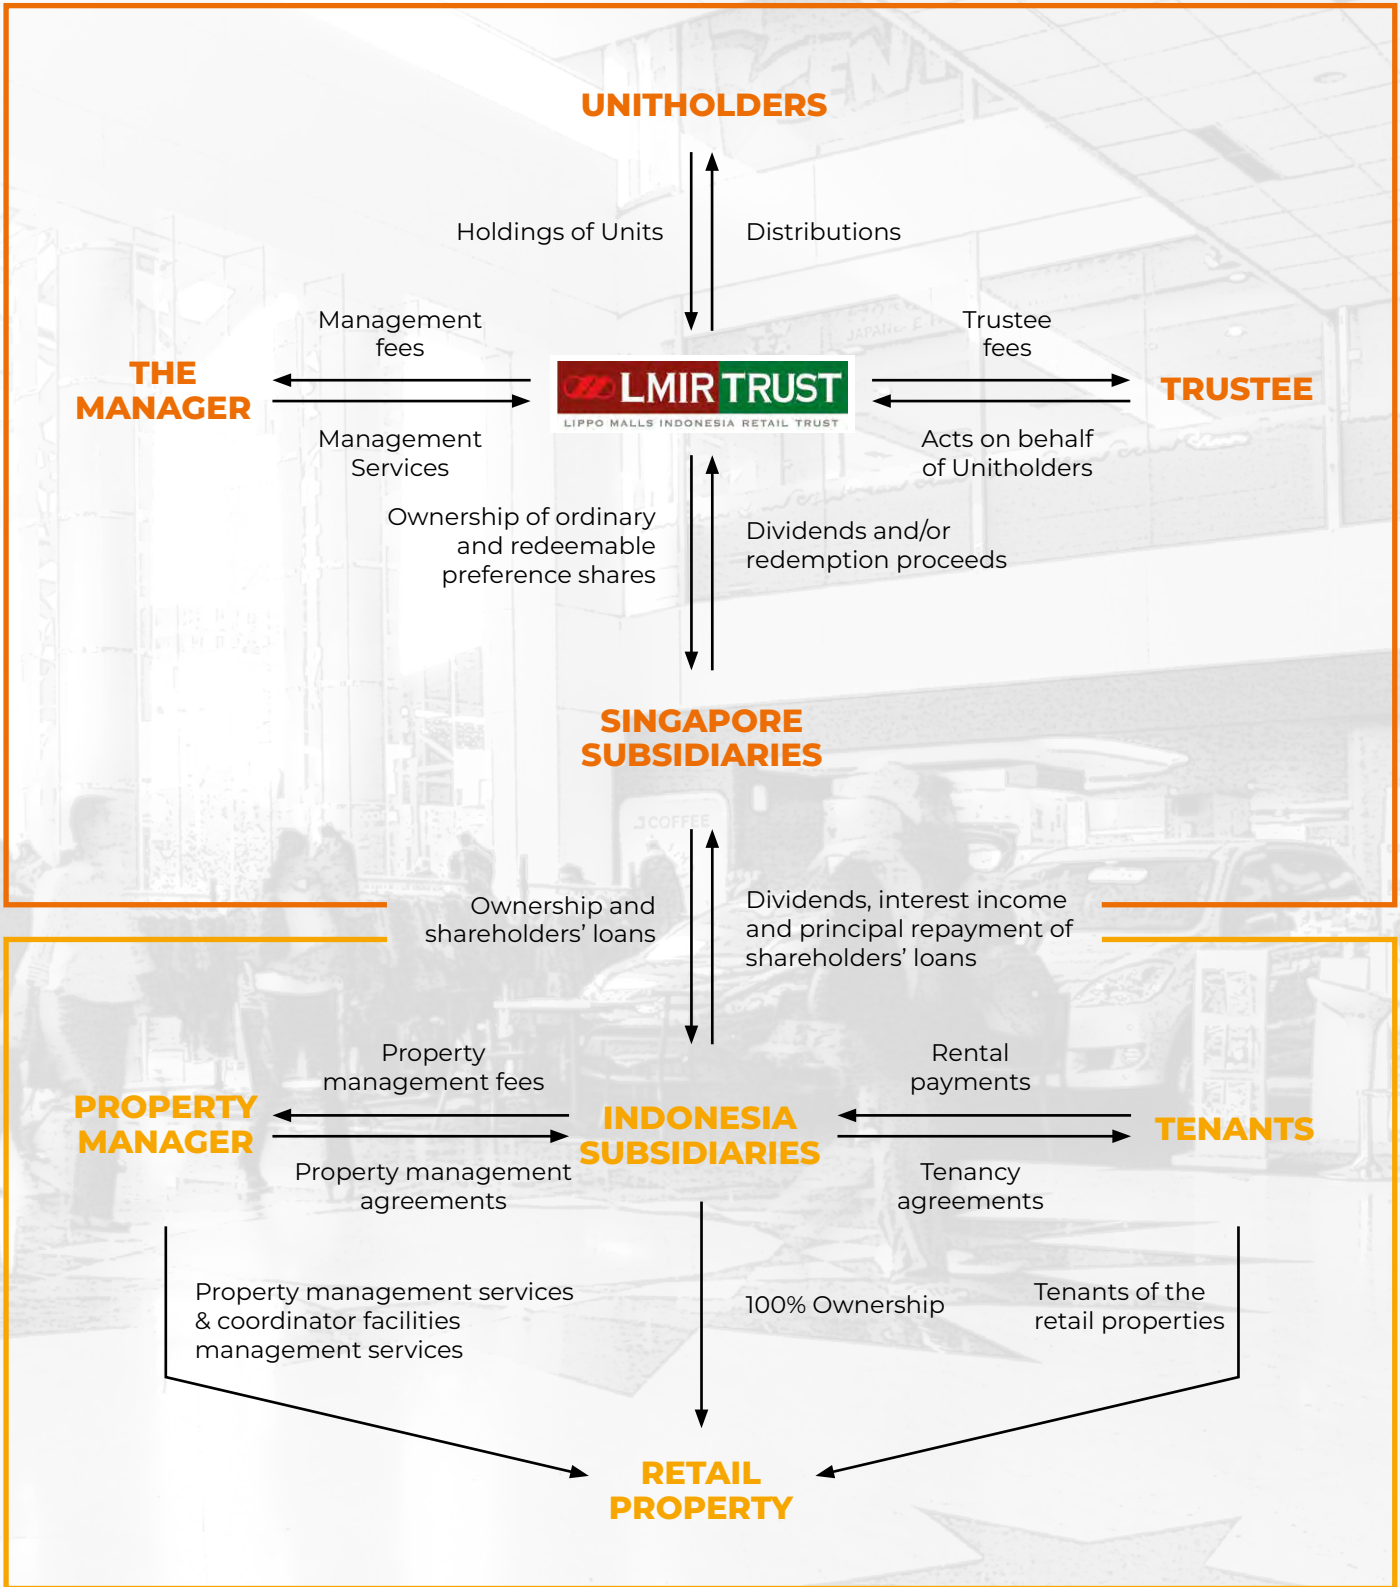 UNITHOLDERS
Holdings of Units
Distributions
Management
fees
Trustee
fees
THE
MANAGER
LMIR TRUST
LIPPO MALLS INDONESIA RETAIL TRUST
TRUSTEE
Management
Services
Acts on behalf
of Unitholders
Ownership of ordinary
and redeemable
preference shares
Dividends and/or
redemption proceeds
SINGAPORE
SUBSIDIARIES
COFFEE
Ownership and
shareholders’ loans
Dividends, interest income
and principal repayment of
shareholders’ loans
Property
management fees
Rental
payments
PROPERTY
MANAGER
INDONESIA
SUBSIDIARIES
TENANTS
Property management
agreements
Tenancy
agreements
Property management services
& coordinator facilities
management services
100% Ownership
Tenants of the
retail properties
RETAIL
PROPERTY